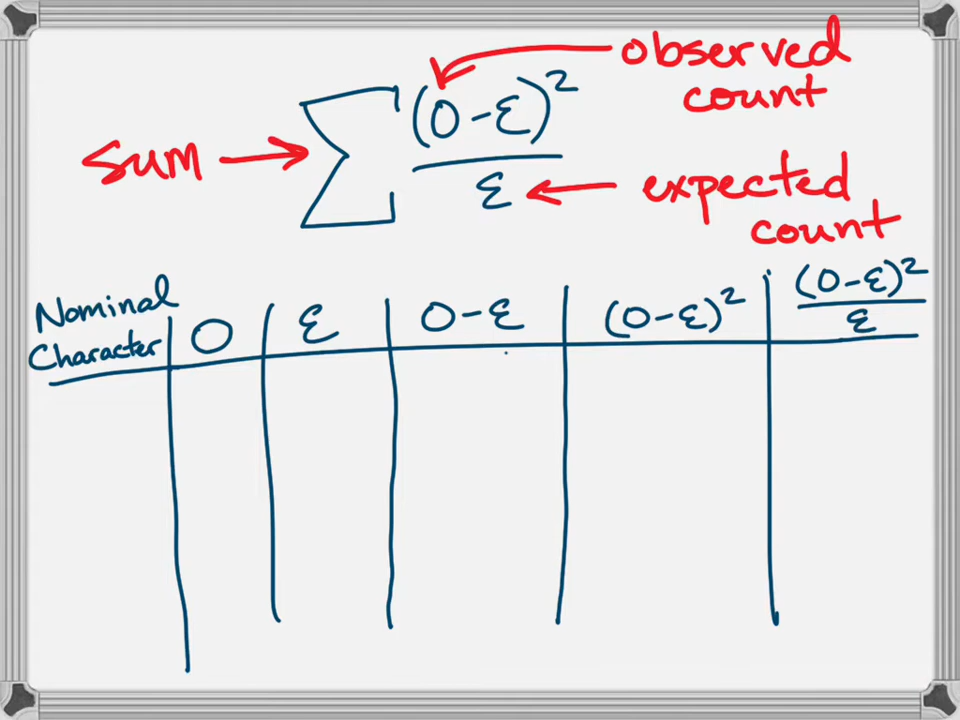 observed
count
sum → ∑ (O-E)²
E ← expected
count
Nominal
Character
O
E
O-E
(O-E)²
(O-E)²
E